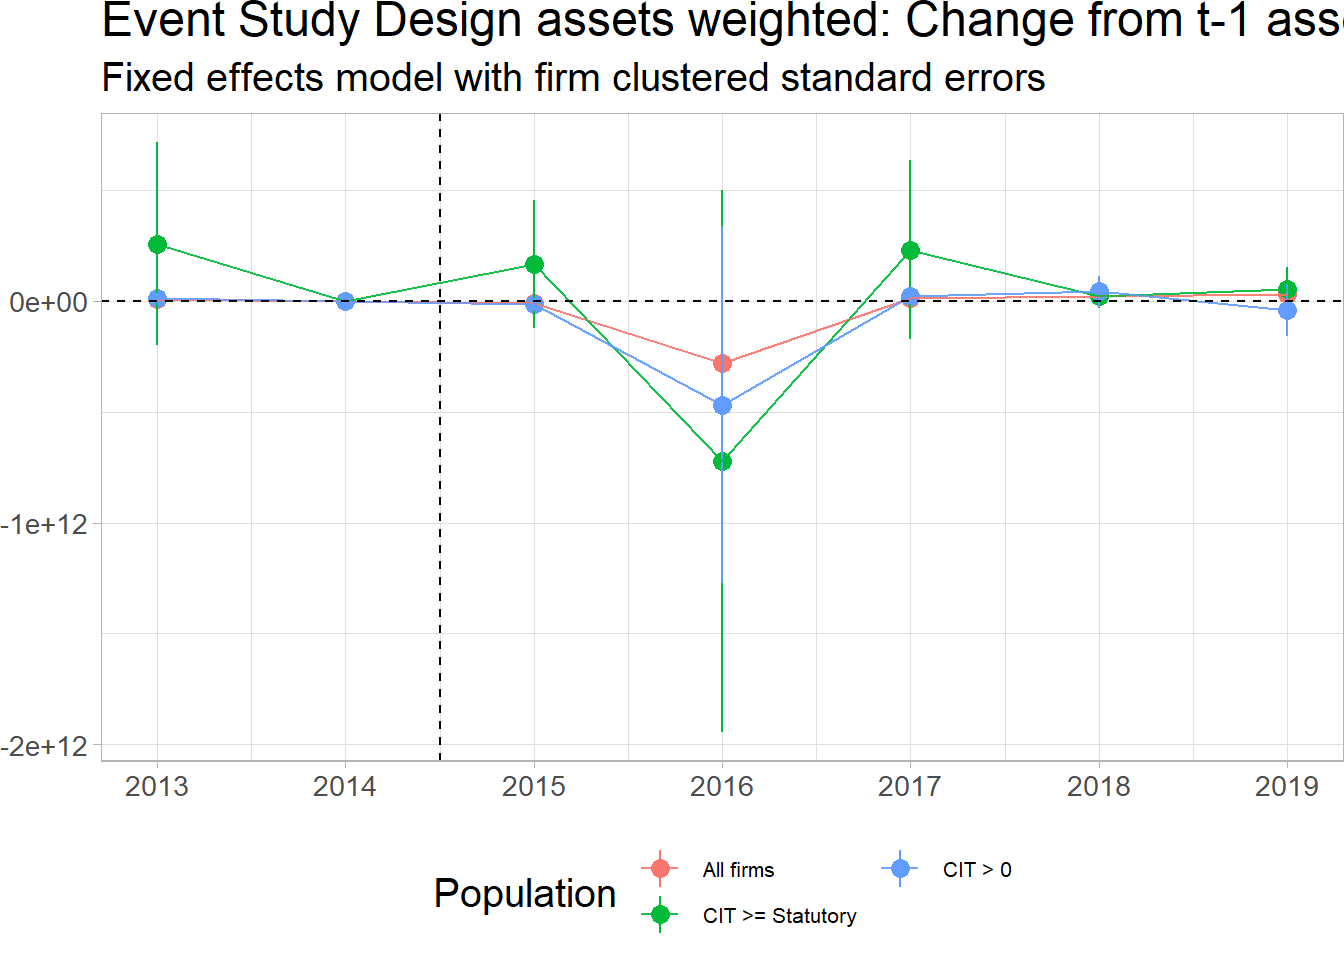 Event Study Design assets weighted: Change from t-1 ass
Fixed effects model with firm clustered standard errors
0e+00
-1e+12
-2e+12
2013 2014 2015 2016 2017 2018 2019
Population
All firms
CIT > 0
CIT >= Statutory